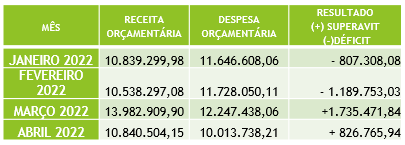 MÊS RECEITA ORÇAMENTÁRIA DESPESA ORÇAMENTÁRIA RESULTADO (+) SUPERAVIT (-)DÉFICIT
JANEIRO 2022 10.839.299,98 11.646.608,06 - 807.308,08
FEVEREIRO 2022 10.538.297,08 11.728.050,11 - 1.189.753,03
MARÇO 2022 13.982.909,90 12.247.438,06 +1.735.471,84
ABRIL 2022 10.840.504,15 10.013.738,21 + 826.765,94